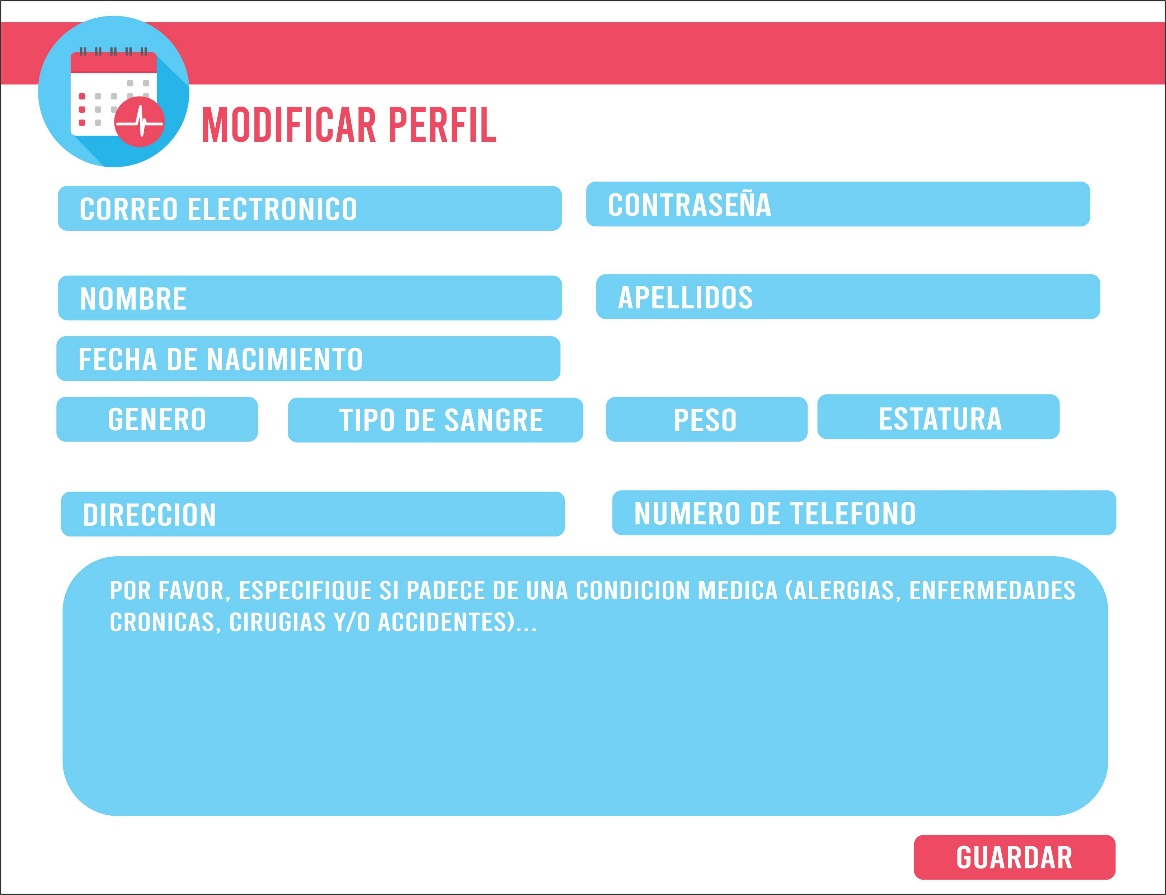 MODIFICAR PERFIL
CORREO ELECTRONICO
CONTRASEÑA
NOMBRE
APELLIDOS
FECHA DE NACIMIENTO
GENERO
TIPO DE SANGRE
PESO
ESTATURA
DIRECCION
NUMERO DE TELEFONO
POR FAVOR, ESPECIFIQUE SI PADECE DE UNA CONDICION MEDICA (ALERGIAS, ENFERMEDADES
CRONICAS, CIRUGIAS Y/O ACCIDENTES)...
GUARDAR